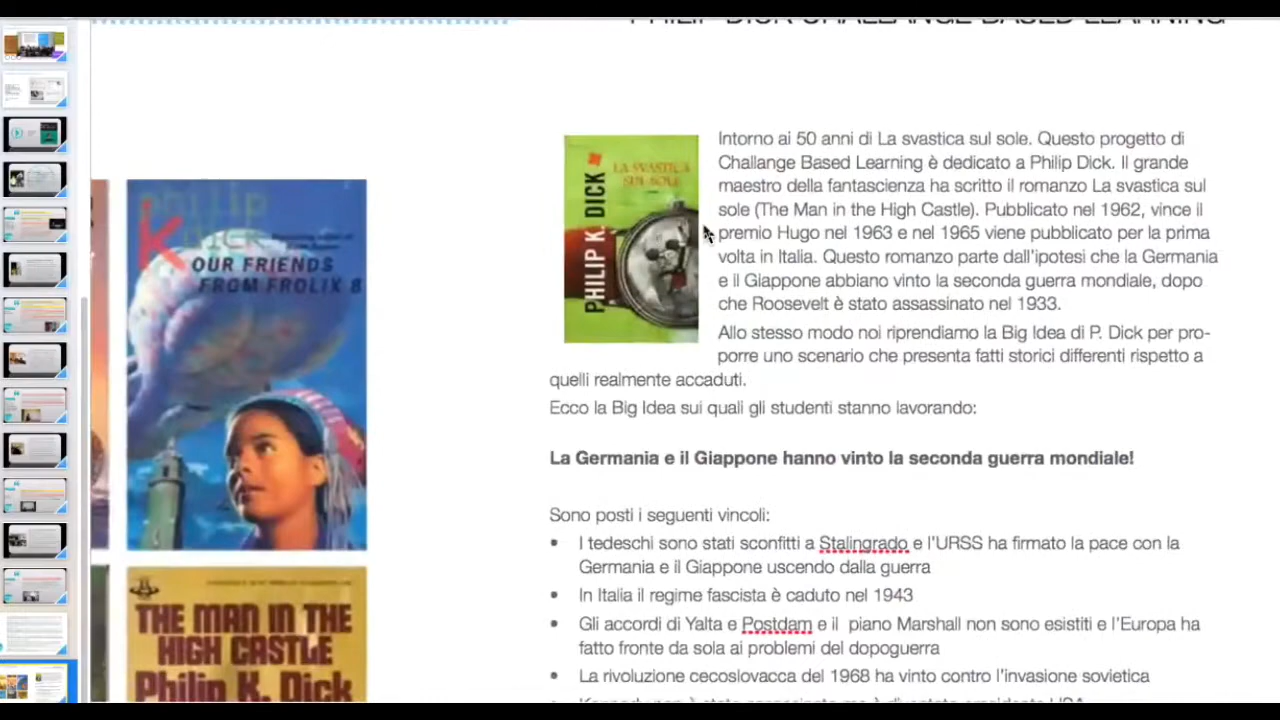 PHILIP DICK CHALLANGE BASED LEARNING
OUR FRIENDS
FROM FROLIX 8
THE MAN IN THE
HIGH CASTLE
Philip K. Dick
PHILIP K. DICK
LA SVASTICA
SUL SOLE
Intorno ai 50 anni di La svastica sul sole. Questo progetto di
Challange Based Learning è dedicato a Philip Dick. Il grande
maestro della fantascienza ha scritto il romanzo La svastica sul
sole (The Man in the High Castle). Pubblicato nel 1962, vince il
premio Hugo nel 1963 e nel 1965 viene pubblicato per la prima
volta in Italia. Questo romanzo parte dall'ipotesi che la Germania
e il Giappone abbiano vinto la seconda guerra mondiale, dopo
che Roosevelt è stato assassinato nel 1933.
Allo stesso modo noi riprendiamo la Big Idea di P. Dick per pro-
porre uno scenario che presenta fatti storici differenti rispetto a
quelli realmente accaduti.
Ecco la Big Idea sui quali gli studenti stanno lavorando:
La Germania e il Giappone hanno vinto la seconda guerra mondiale!
Sono posti i seguenti vincoli:
• I tedeschi sono stati sconfitti a Stalingrado e l'URSS ha firmato la pace con la
Germania e il Giappone uscendo dalla guerra
• In Italia il regime fascista è caduto nel 1943
• Gli accordi di Yalta e Postdam e il piano Marshall non sono esistiti e l'Europa ha
fatto fronte da sola ai problemi del dopoguerra
• La rivoluzione cecoslovacca del 1968 ha vinto contro l'invasione sovietica